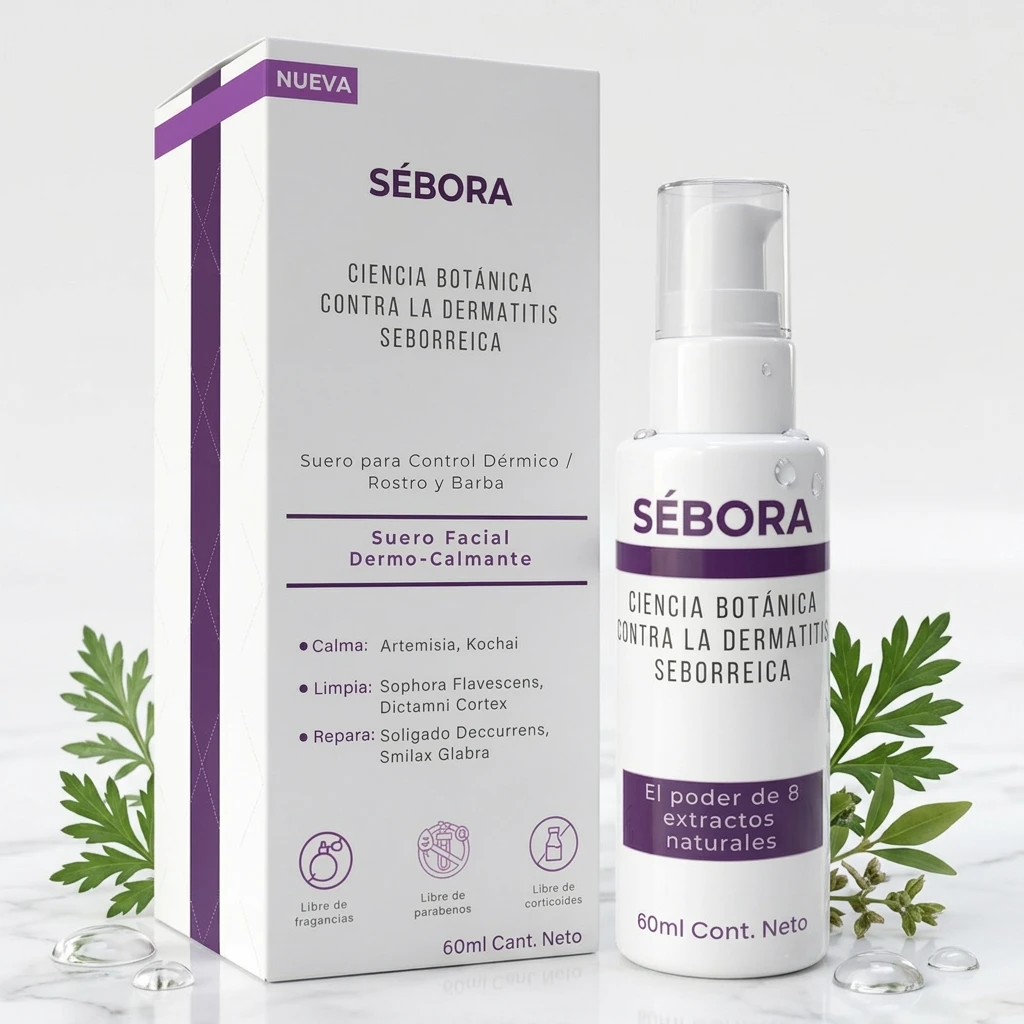 NUEVA
SÉBORA
CIENCIA BOTÁNICA
CONTRA LA DERMATITIS
SEBORREICA
Suero para Control Dérmico /
Rostro y Barba
Suero Facial
Dermo-Calmante
• Calma: Artemisia, Kochai
• Limpia: Sophora Flavescens,
Dictamni Cortex
• Repara: Soligado Deccurrens,
Smilax Glabra
Libre de
fragancias
Libre de
parabenos
Libre de
corticoides
60ml Cant. Neto
SÉBORA
CIENCIA BOTÁNICA
CONTRA LA DERMATITIS
SEBORREICA
El poder de 8
extractos
naturales
60ml Cont. Neto